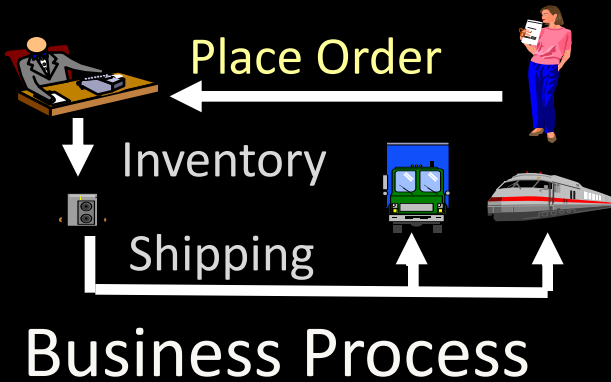 Place Order
Inventory
Shipping
Business Process